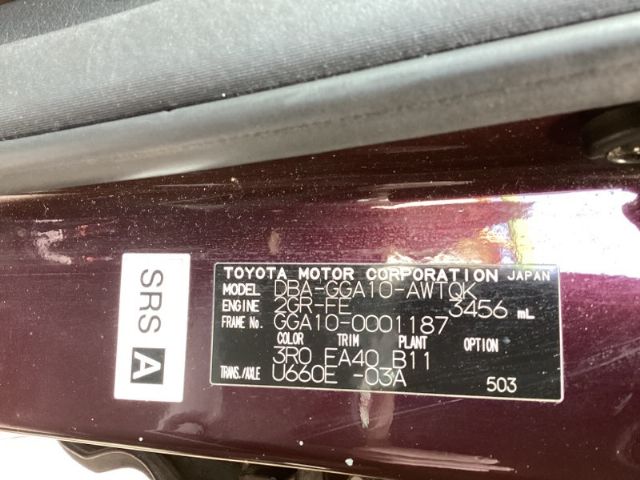 TOYOTA MOTOR CORPORATION JAPAN
MODEL DBA-GGA10-AWTQK
ENGINE 2GR-FE 3456 mL
FRAME No. GGA10-0001187
COLOR TRIM PLANT OPTION
3R0 FA40 B11
TRANS./AXLE U660E -03A 503
SRS A